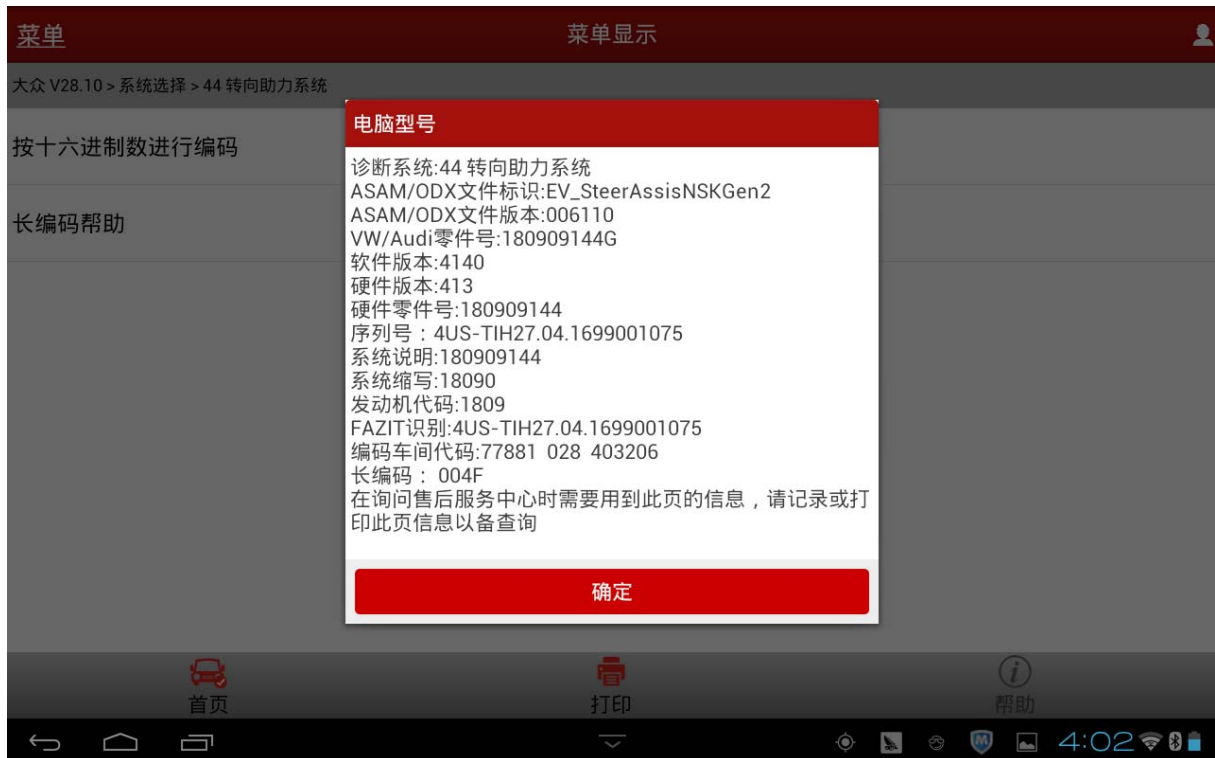 菜单
菜单显示
大众 V28.10 > 系统选择 > 44 转向助力系统
按十六进制数进行编码
长编码帮助
电脑型号
诊断系统:44 转向助力系统
ASAM/ODX文件标识:EV_SteerAssisNSKGen2
ASAM/ODX文件版本:006110
VW/Audi零件号:180909144G
软件版本:4140
硬件版本:413
硬件零件号:180909144
序列号：4US-TIH27.04.1699001075
系统说明:180909144
系统缩写:18090
发动机代码:1809
FAZIT识别:4US-TIH27.04.1699001075
编码车间代码:77881  028  403206
长编码： 004F
在询问售后服务中心时需要用到此页的信息，请记录或打
印此页信息以备查询
确定
首页
打印
帮助
4:02